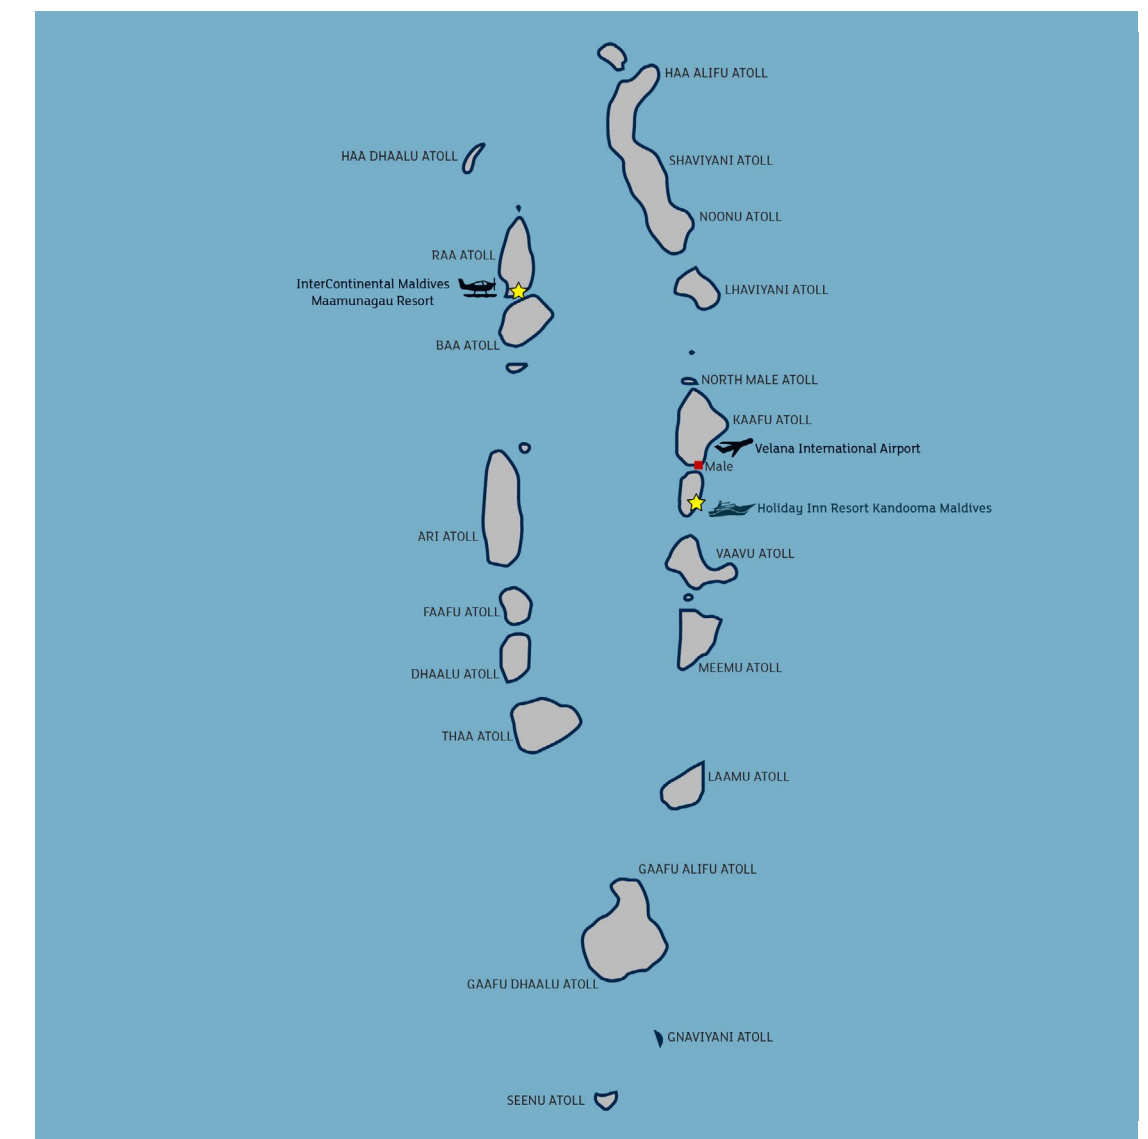 HAA ALIFU ATOLL
HAA DHAALU ATOLL
SHAVIYANI ATOLL
NOONU ATOLL
RAA ATOLL
InterContinental Maldives
Maamunagau Resort
LHAVIYANI ATOLL
BAA ATOLL
NORTH MALE ATOLL
KAAFU ATOLL
Velana International Airport
Male
Holiday Inn Resort Kandooma Maldives
ARI ATOLL
VAAVU ATOLL
FAAFU ATOLL
MEEMU ATOLL
DHAALU ATOLL
THAA ATOLL
LAAMU ATOLL
GAAFU ALIFU ATOLL
GAAFU DHAALU ATOLL
GNAVIYANI ATOLL
SEENU ATOLL